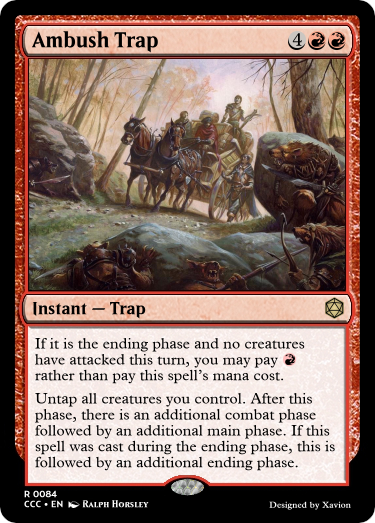 Ambush Trap 4
Instant — Trap
If it is the ending phase and no creatures
have attacked this turn, you may pay
rather than pay this spell's mana cost.
Untap all creatures you control. After this
phase, there is an additional combat phase
followed by an additional main phase. If this
spell was cast during the ending phase, this is
followed by an additional ending phase.
R 0084
CCC • EN RALPH HORSLEY
Designed by Xavion